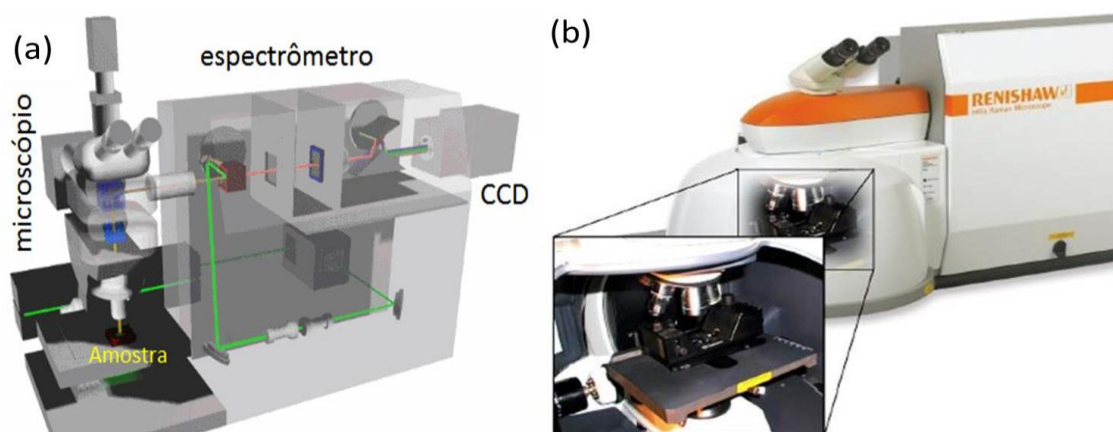 (a)
espectrômetro
microscópio
CCD
Amostra
(b)
RENISHAW
inVia Raman Microscope